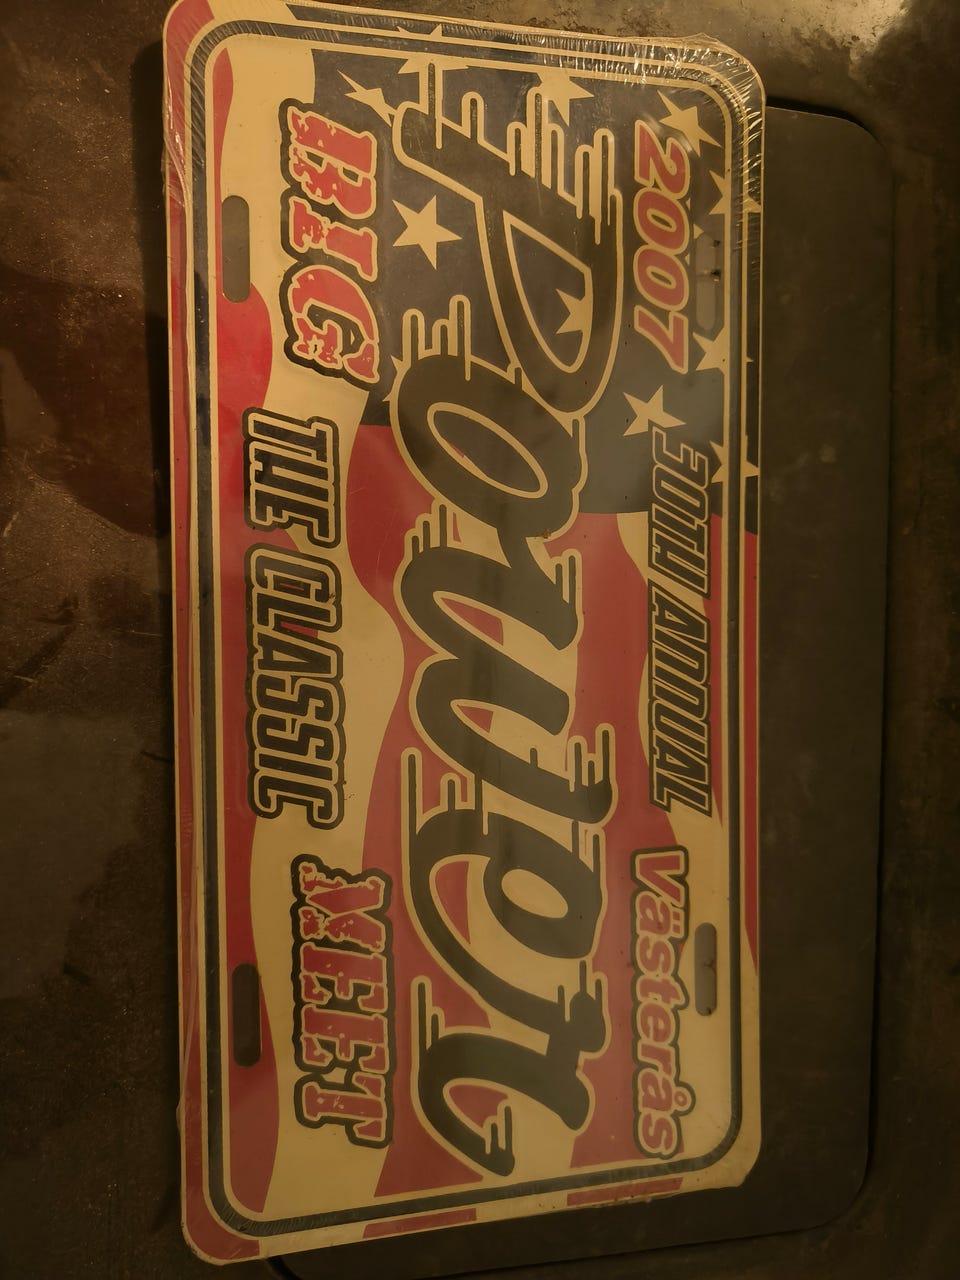 2007 30TH ANNUAL Västerås
Power
BIG THE CLASSIC MEET